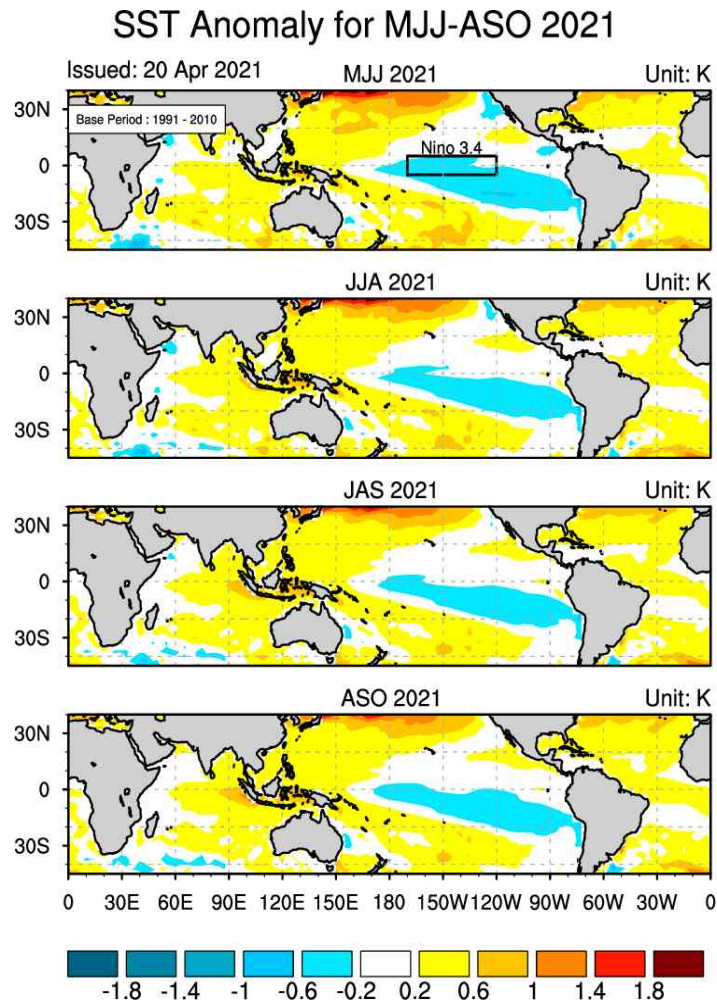 SST Anomaly for MJJ-ASO 2021
Issued: 20 Apr 2021 MJJ 2021 Unit: K
30N
Base Period : 1991 - 2010
Nino 3.4
0
30S
JJA 2021 Unit: K
30N
0
30S
JAS 2021 Unit: K
30N
0
30S
ASO 2021 Unit: K
30N
0
30S
0 30E 60E 90E 120E 150E 180 150W 120W 90W 60W 30W 0
-1.8 -1.4 -1 -0.6 -0.2 0.2 0.6 1 1.4 1.8